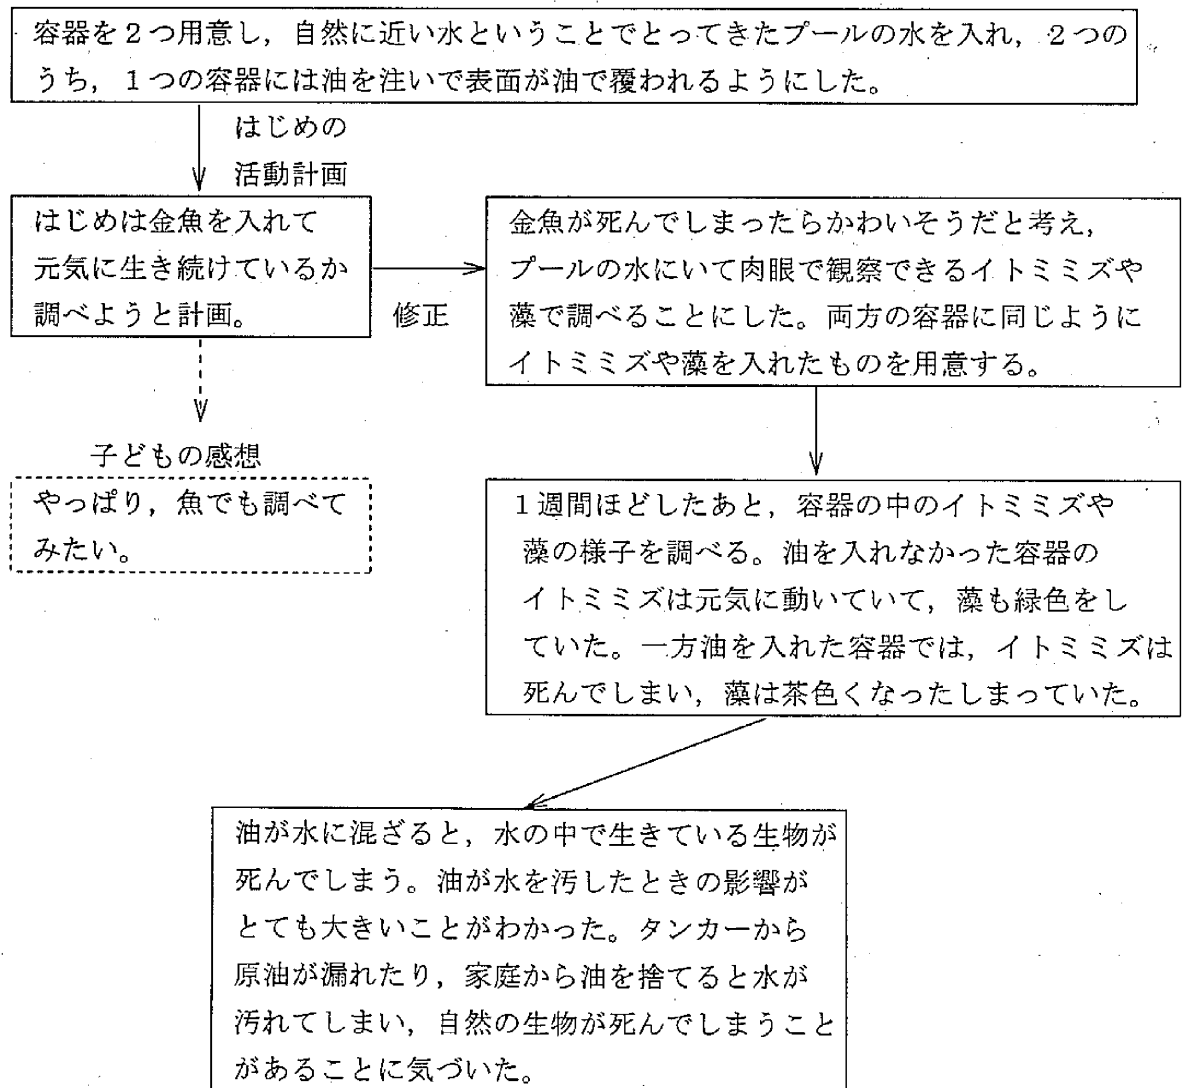 容器を2つ用意し，自然に近い水ということでとってきたプールの水を入れ，2つの
うち，1つの容器には油を注いで表面が油で覆われるようにした。
はじめの
活動計画
はじめは金魚を入れて
元気に生き続けているか
調べようと計画。
修正
金魚が死んでしまったらかわいそうだと考え，
プールの水にいて肉眼で観察できるイトミミズや
藻で調べることにした。両方の容器に同じように
イトミミズや藻を入れたものを用意する。
子どもの感想
やっぱり，魚でも調べて
みたい。
1週間ほどしたあと，容器の中のイトミミズや
藻の様子を調べる。油を入れなかった容器の
イトミミズは元気に動いていて，藻も緑色をし
ていた。一方油を入れた容器では，イトミミズは
死んでしまい，藻は茶色くなったしまっていた。
油が水に混ざると，水の中で生きている生物が
死んでしまう。油が水を汚したときの影響が
とても大きいことがわかった。タンカーから
原油が漏れたり，家庭から油を捨てると水が
汚れてしまい，自然の生物が死んでしまうこと
があることに気づいた。